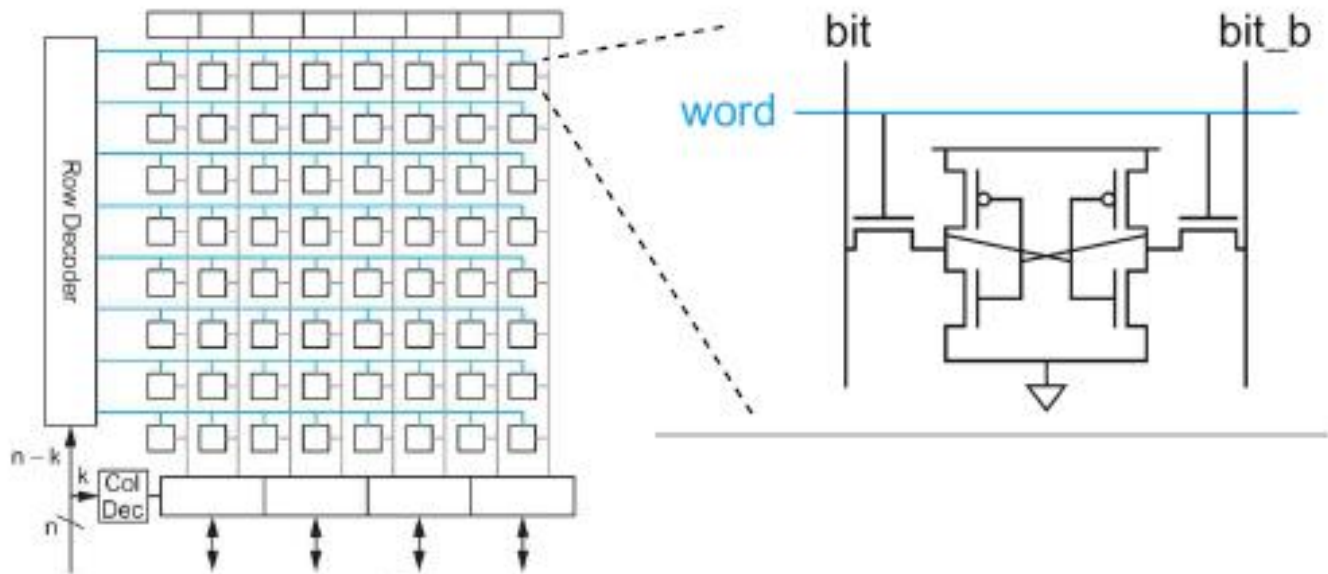 bit
bit_b
word
Row Decoder
n – k
k
Col
Dec
n